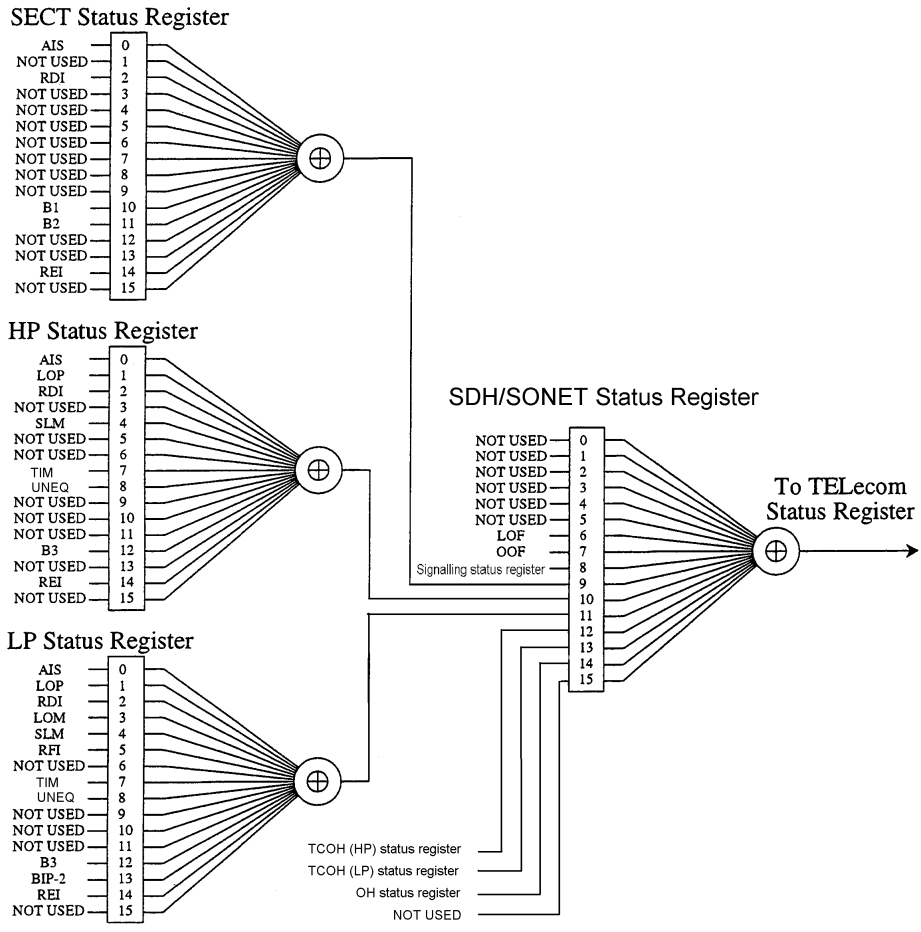 SECT Status Register
AIS 0
NOT USED 1
RDI 2
NOT USED 3
NOT USED 4
NOT USED 5
NOT USED 6
NOT USED 7
NOT USED 8
NOT USED 9
B1 10
B2 11
NOT USED 12
NOT USED 13
REI 14
NOT USED 15
HP Status Register
AIS 0
LOP 1
RDI 2
NOT USED 3
SLM 4
NOT USED 5
NOT USED 6
TIM 7
UNEQ 8
NOT USED 9
NOT USED 10
NOT USED 11
B3 12
NOT USED 13
REI 14
NOT USED 15
LP Status Register
AIS 0
LOP 1
RDI 2
LOM 3
SLM 4
RFI 5
NOT USED 6
TIM 7
UNEQ 8
NOT USED 9
NOT USED 10
NOT USED 11
B3 12
BIP-2 13
REI 14
NOT USED 15
SDH/SONET Status Register
NOT USED 0
NOT USED 1
NOT USED 2
NOT USED 3
NOT USED 4
NOT USED 5
LOF 6
OOF 7
Signalling status register 8
9
10
11
12
13
14
15
TCOH (HP) status register
TCOH (LP) status register
OH status register
NOT USED
To TELecom
Status Register